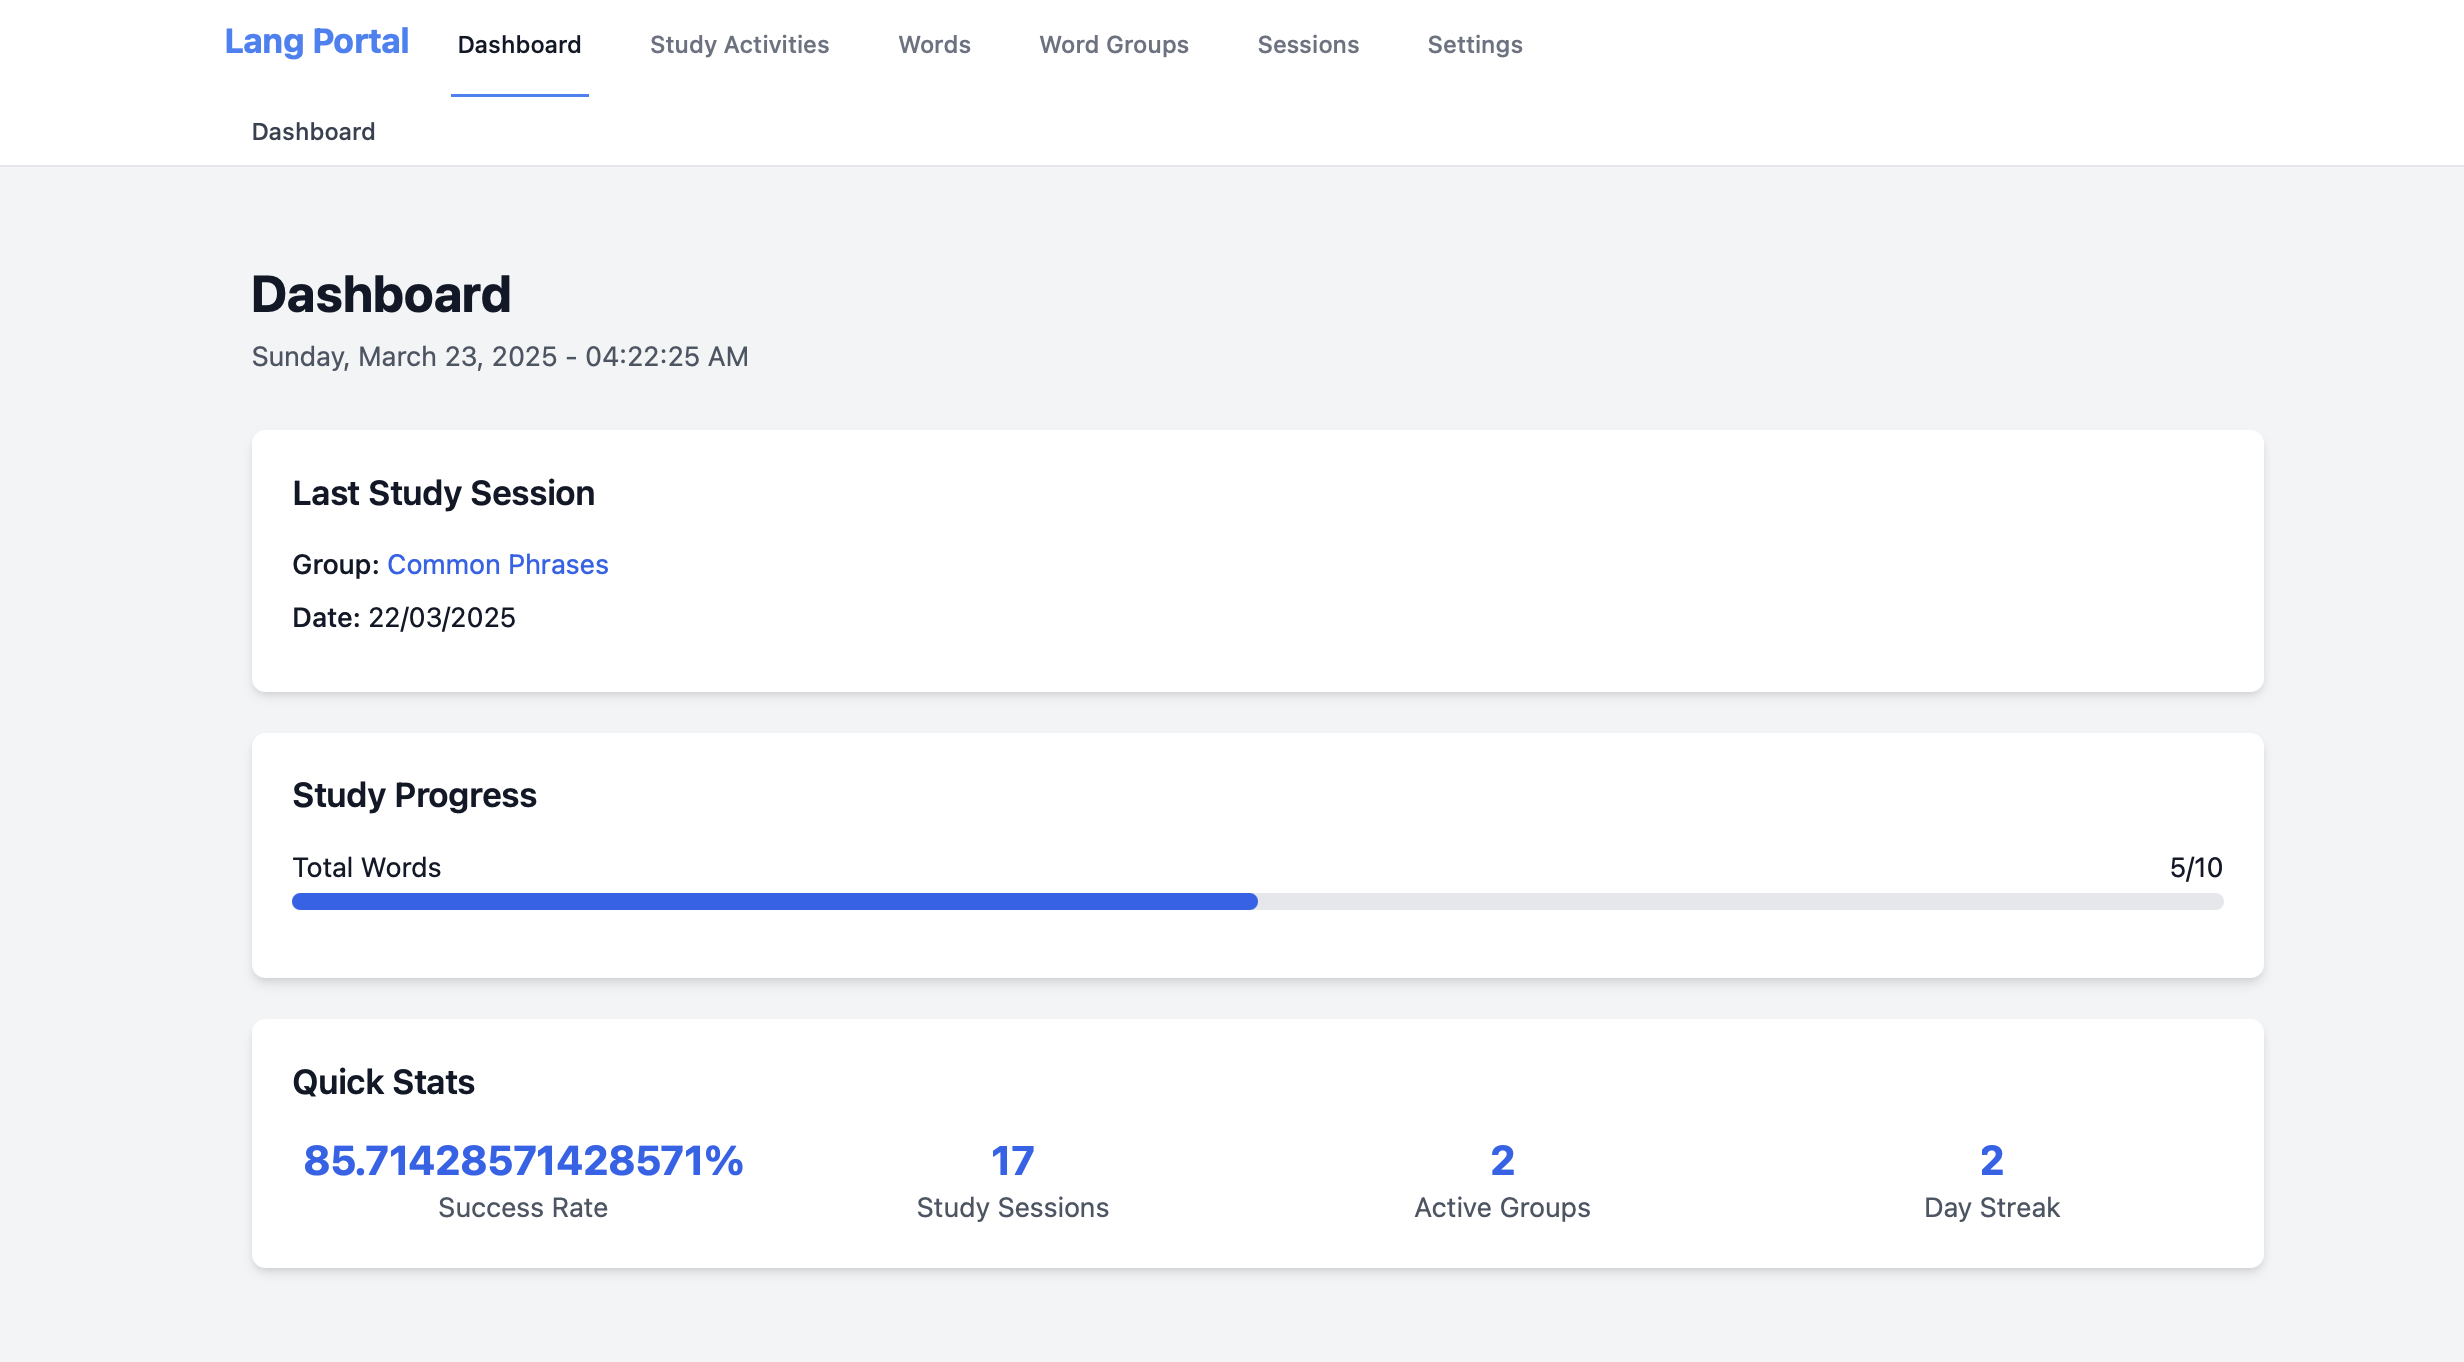 Lang Portal Dashboard Study Activities Words Word Groups Sessions Settings
Dashboard
Dashboard
Sunday, March 23, 2025 - 04:22:25 AM
Last Study Session
Group: Common Phrases
Date: 22/03/2025
Study Progress
Total Words 5/10
Quick Stats
85.71428571428571% 17 2 2
Success Rate Study Sessions Active Groups Day Streak